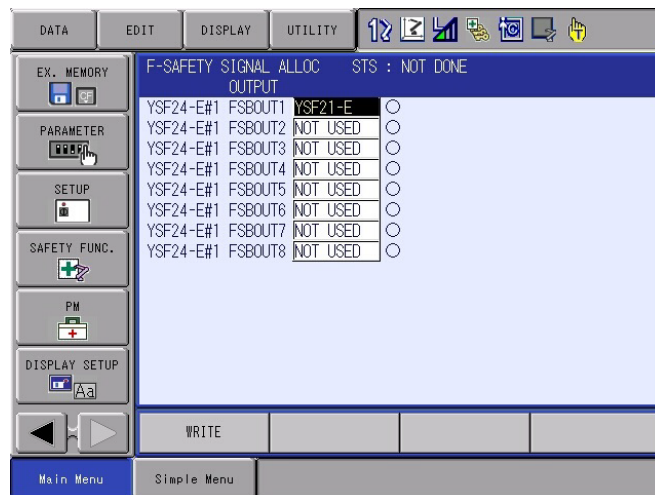 DATA EDIT DISPLAY UTILITY
EX. MEMORY
CF
PARAMETER
SETUP
SAFETY FUNC.
PM
DISPLAY SETUP
Aa
F-SAFETY SIGNAL ALLOC STS : NOT DONE
OUTPUT
YSF24-E#1 FSBOUT1 YSF21-E
YSF24-E#1 FSBOUT2 NOT USED
YSF24-E#1 FSBOUT3 NOT USED
YSF24-E#1 FSBOUT4 NOT USED
YSF24-E#1 FSBOUT5 NOT USED
YSF24-E#1 FSBOUT6 NOT USED
YSF24-E#1 FSBOUT7 NOT USED
YSF24-E#1 FSBOUT8 NOT USED
WRITE
Main Menu Simple Menu